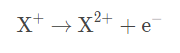 X⁺ → X²⁺ + e⁻